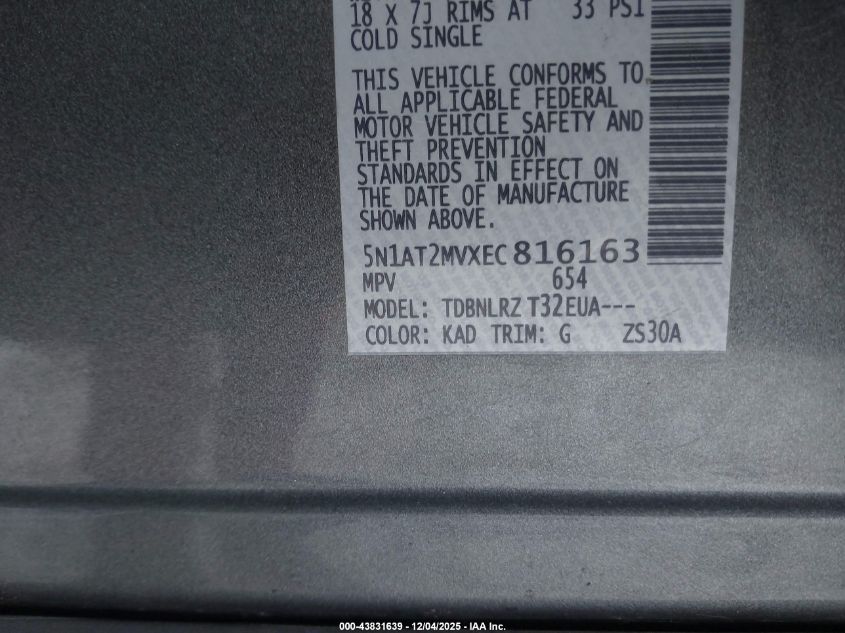 18 X 7J RIMS AT 33 PSI
COLD SINGLE
THIS VEHICLE CONFORMS TO
ALL APPLICABLE FEDERAL
MOTOR VEHICLE SAFETY AND
THEFT PREVENTION
STANDARDS IN EFFECT ON
THE DATE OF MANUFACTURE
SHOWN ABOVE.
5N1AT2MVXEC816163
MPV 654
MODEL: TDBNLRZ T32EUA---
COLOR: KAD TRIM: G ZS30A
000-43831639 - 12/04/2025 - IAA Inc.